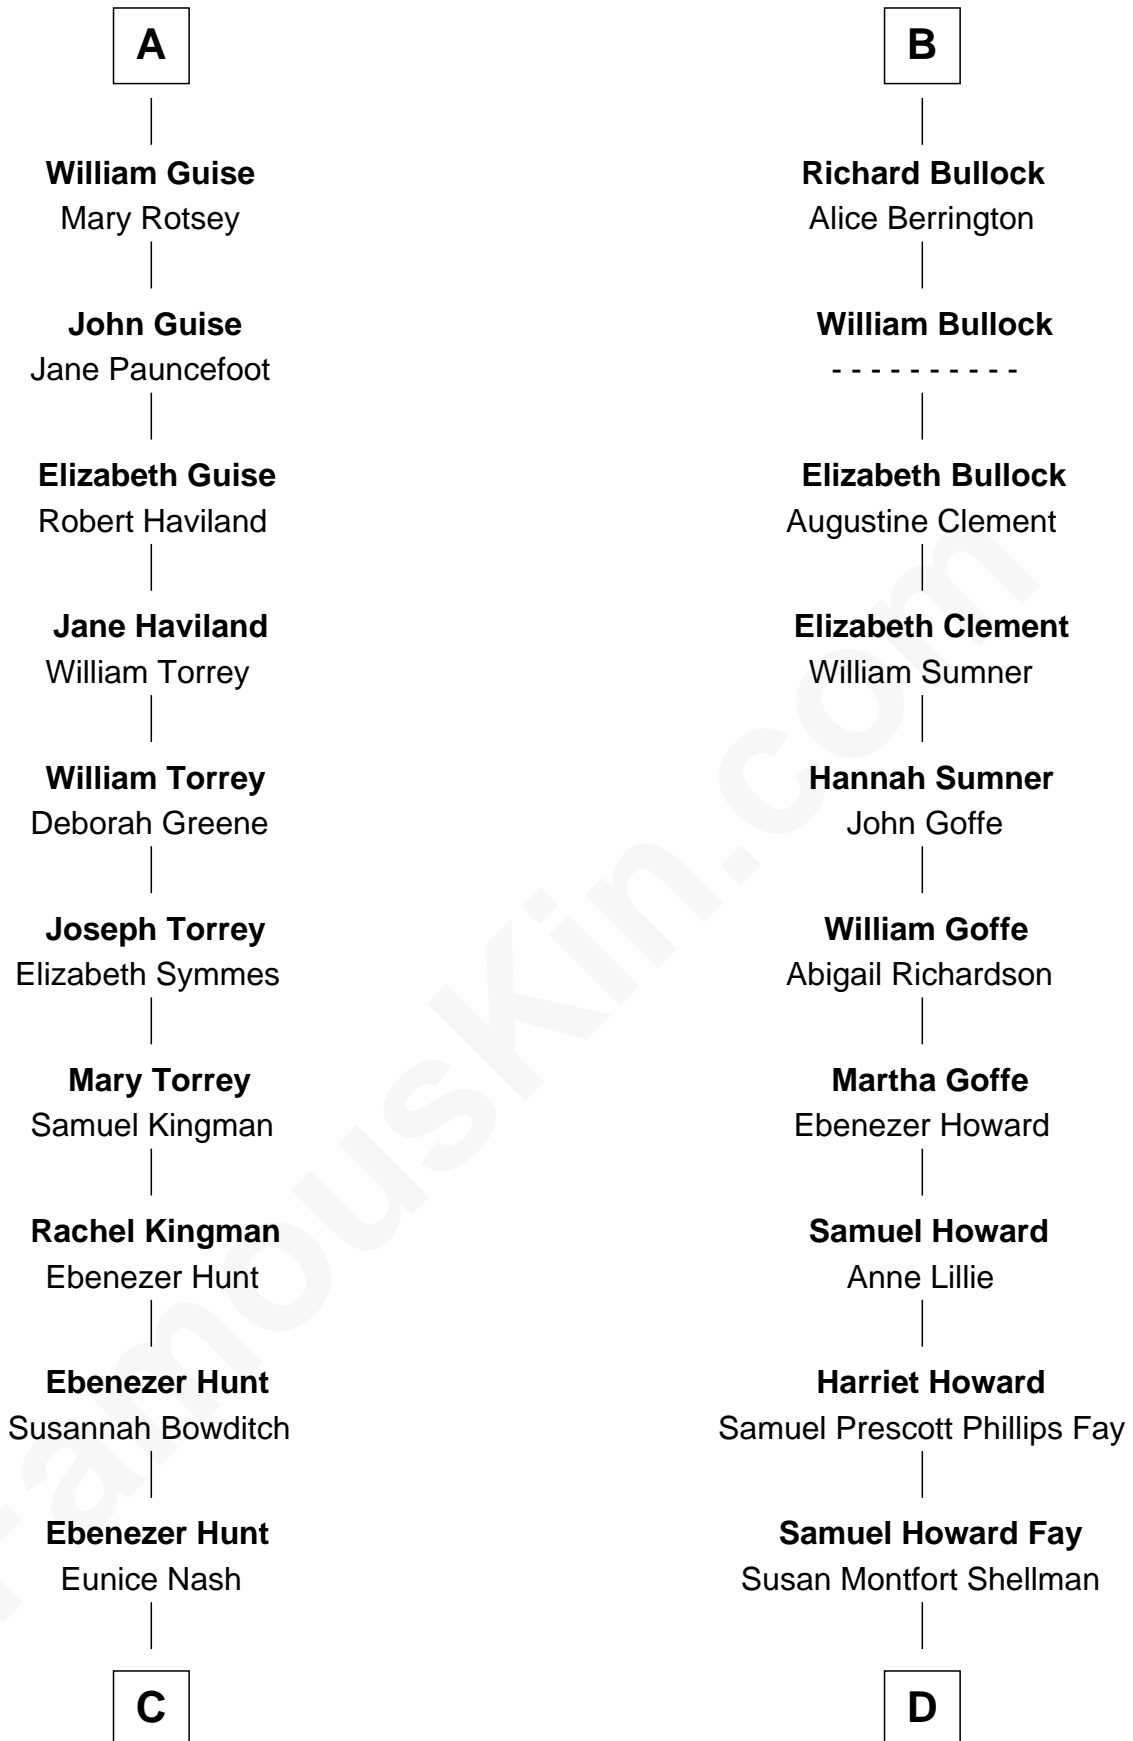 A
William Guise
Mary Rotsey
John Guise
Jane Pauncefoot
Elizabeth Guise
Robert Haviland
Jane Haviland
William Torrey
William Torrey
Deborah Greene
Joseph Torrey
Elizabeth Symmes
Mary Torrey
Samuel Kingman
Rachel Kingman
Ebenezer Hunt
Ebenezer Hunt
Susannah Bowditch
Ebenezer Hunt
Eunice Nash
C
B
Richard Bullock
Alice Berrington
William Bullock
- - - - - - - - - -
Elizabeth Bullock
Augustine Clement
Elizabeth Clement
William Sumner
Hannah Sumner
John Goffe
William Goffe
Abigail Richardson
Martha Goffe
Ebenezer Howard
Samuel Howard
Anne Lillie
Harriet Howard
Samuel Prescott Phillips Fay
Samuel Howard Fay
Susan Montfort Shellman
D
FamousKin.com